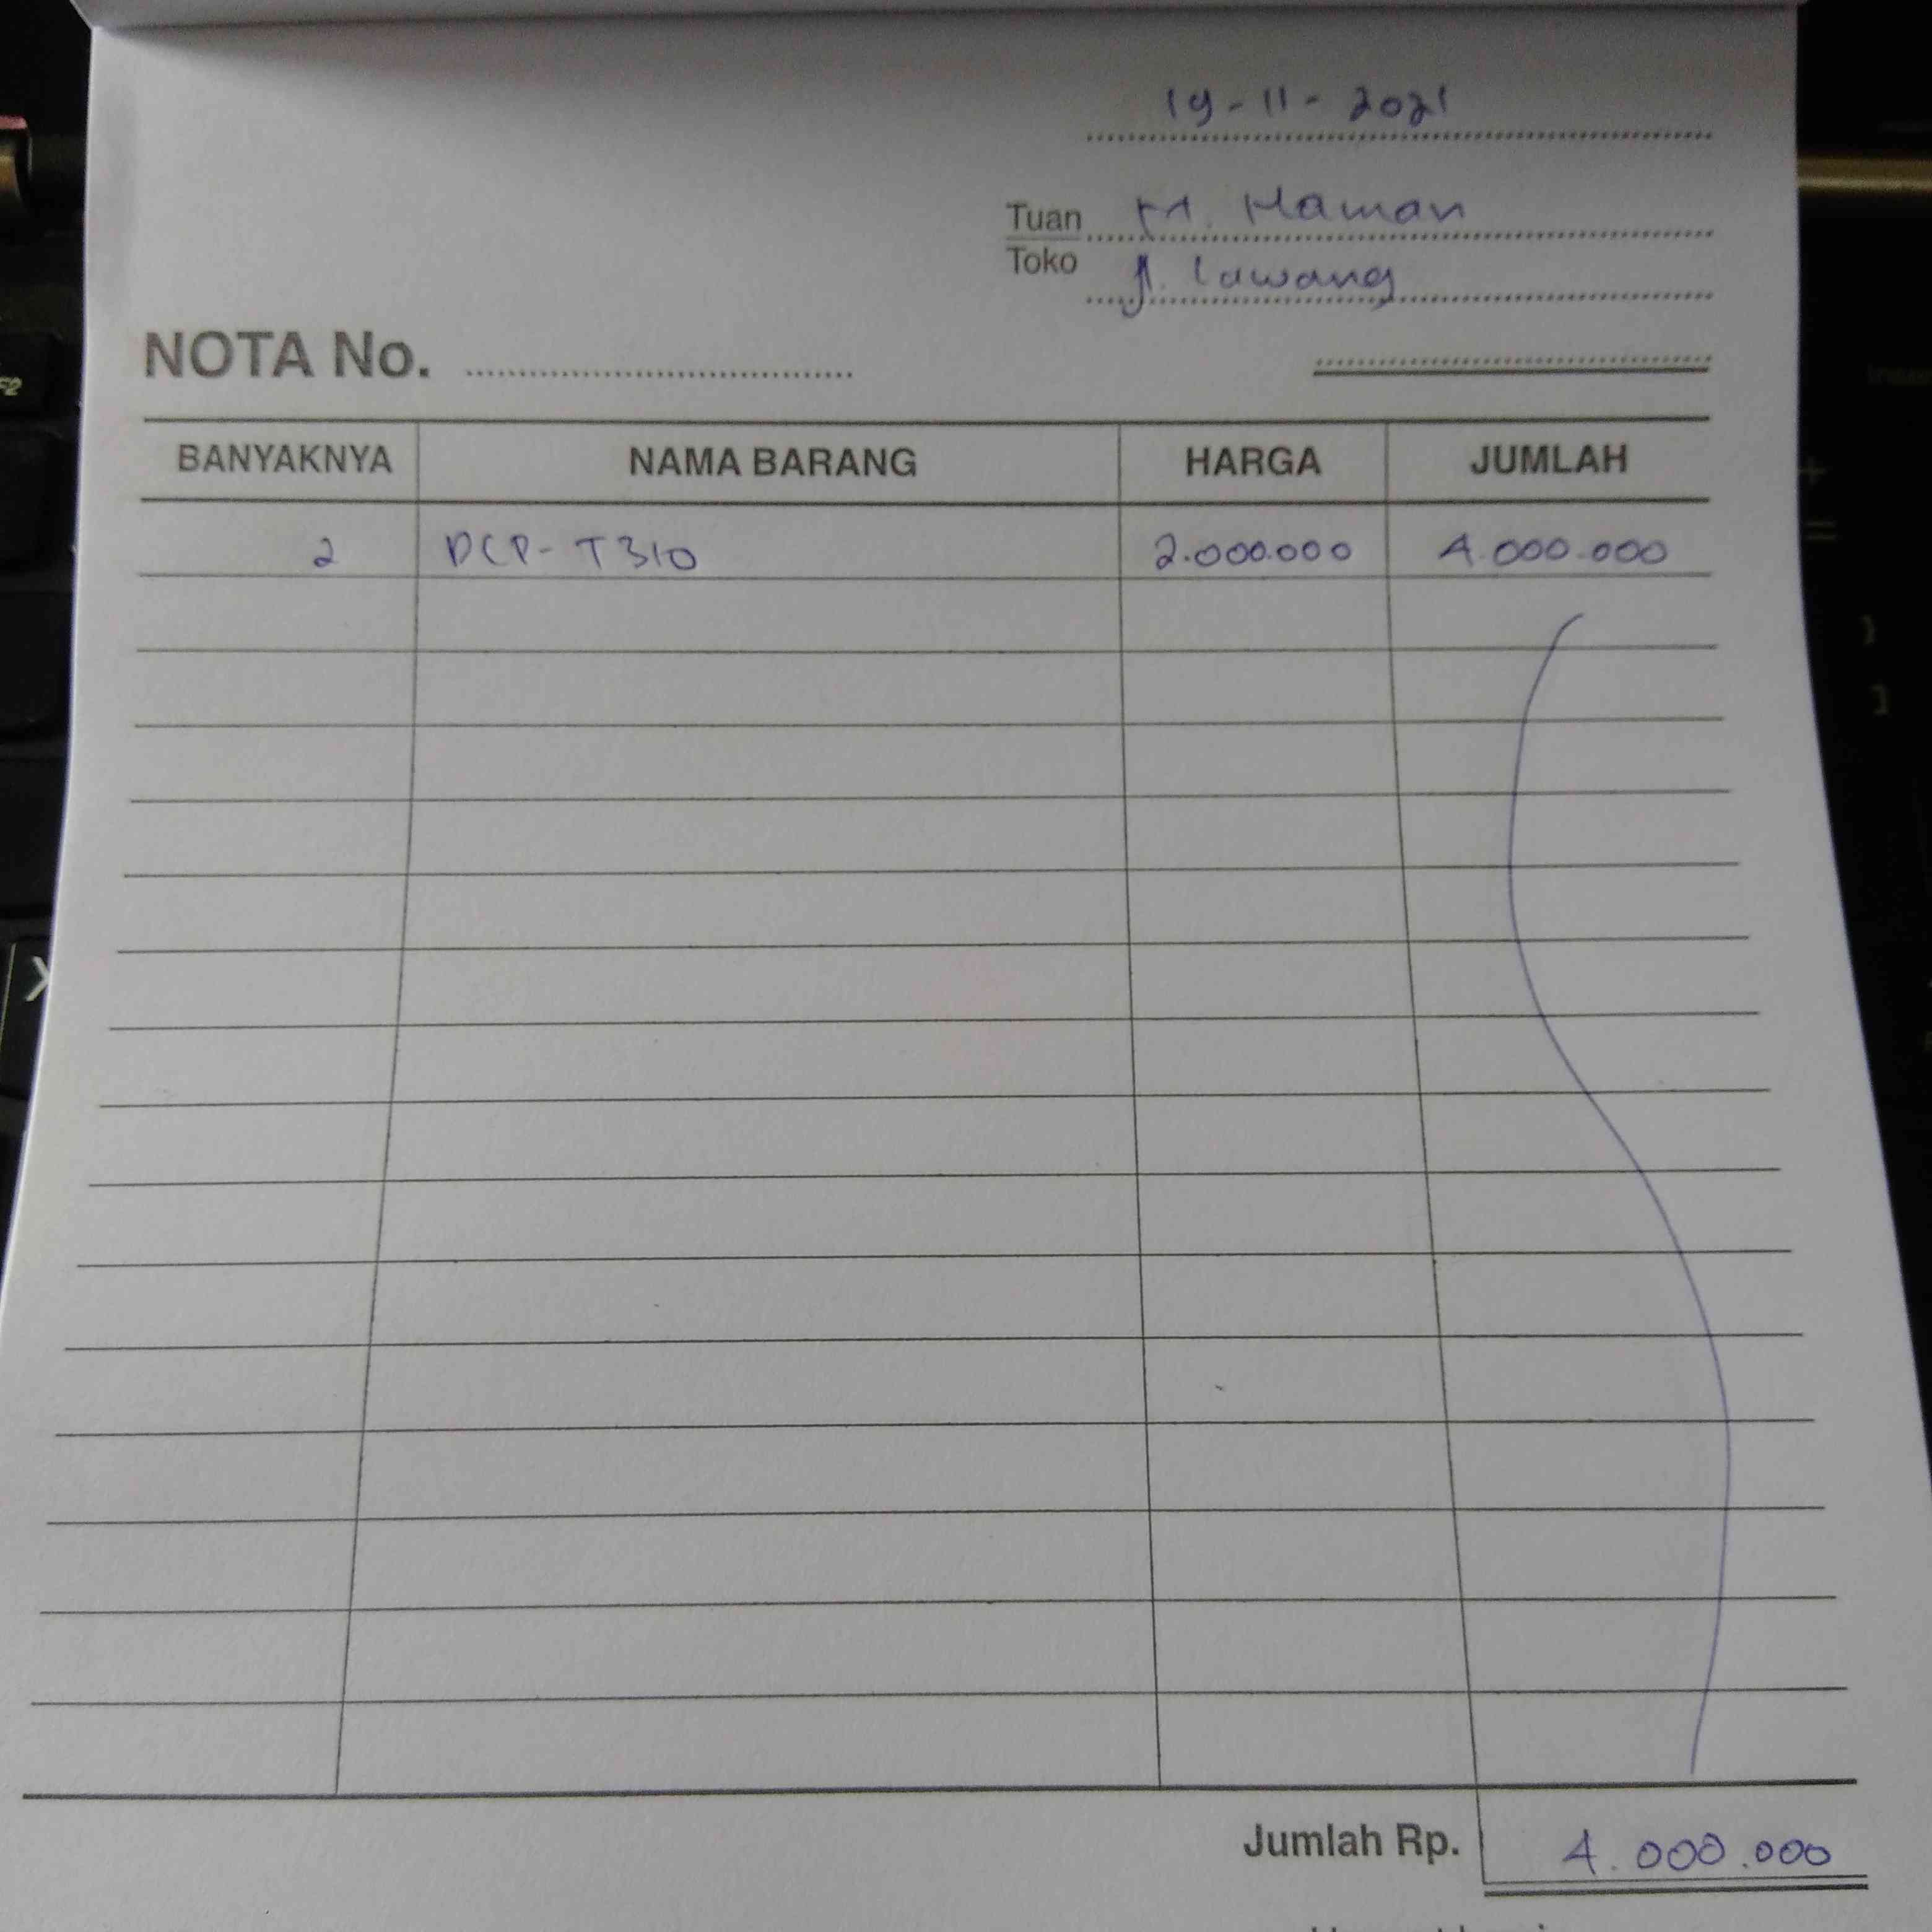 19-11-2021
Tuan M. Haman
Toko Jl. Lawang
NOTA No.
BANYAKNYA NAMA BARANG HARGA JUMLAH
2 DCP-T310 2.000.000 4.000.000
Jumlah Rp. 4.000.000